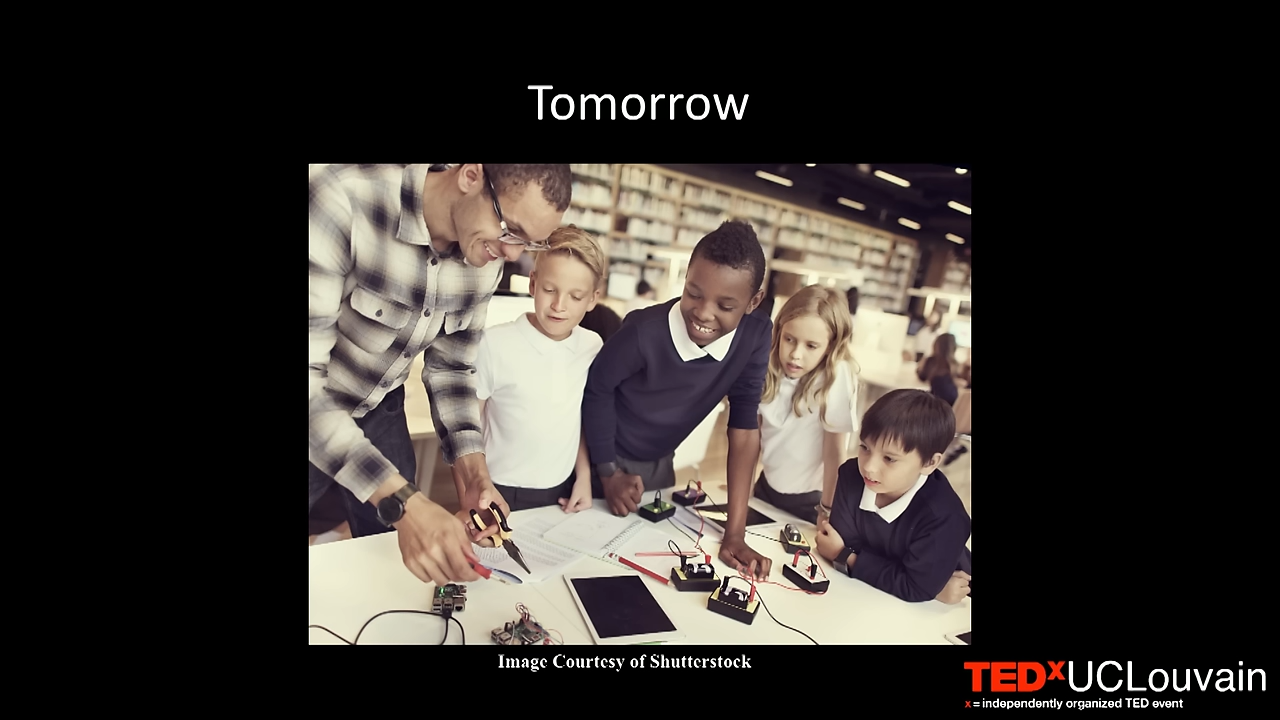 Tomorrow
Image Courtesy of Shutterstock
TEDxUCLouvain
x = independently organized TED event